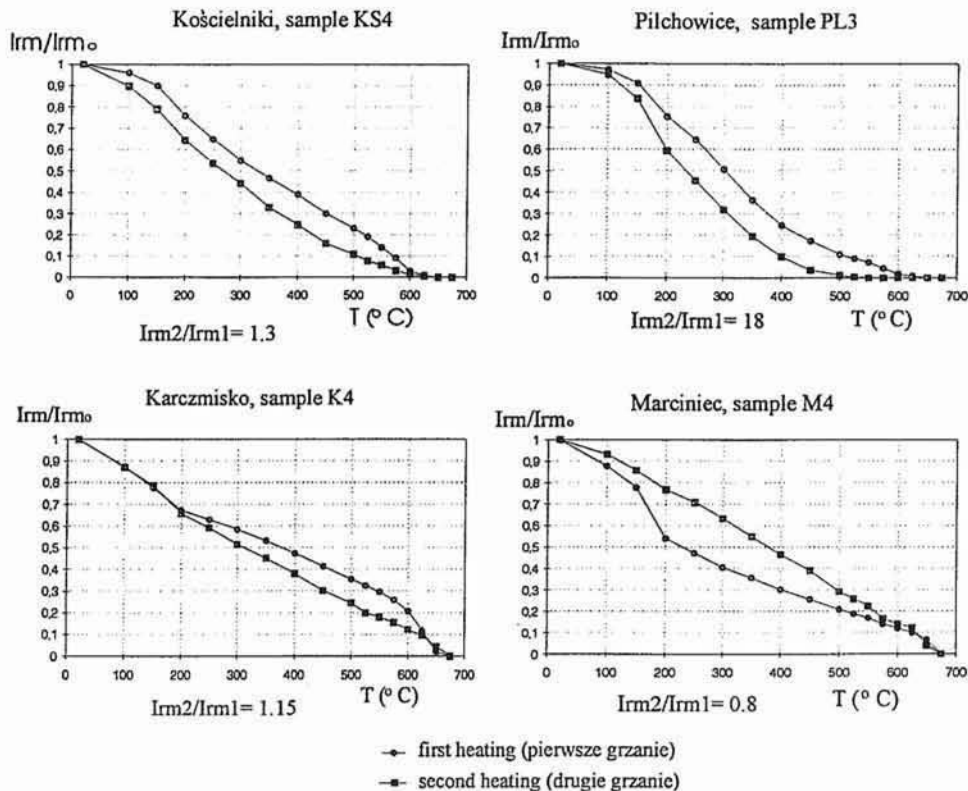 Kościelniki, sample KS4
Irm/Irmo
1
0,9
0,8
0,7
0,6
0,5
0,4
0,3
0,2
0,1
0
0 100 200 300 400 500 600 700
T (° C)
Irm2/Irm1= 1.3
Pilchowice, sample PL3
Irm/Irmo
1
0,9
0,8
0,7
0,6
0,5
0,4
0,3
0,2
0,1
0
0 100 200 300 400 500 600 700
Irm2/Irm1= 18
T (° C)
Karczmisko, sample K4
Irm/Irmo
1
0,9
0,8
0,7
0,6
0,5
0,4
0,3
0,2
0,1
0
0 100 200 300 400 500 600 700
T (° C)
Irm2/Irm1= 1.15
Marciniec, sample M4
Irm/Irmo
1
0,9
0,8
0,7
0,6
0,5
0,4
0,3
0,2
0,1
0
0 100 200 300 400 500 600 700
T (° C)
Irm2/Irm1= 0.8
first heating (pierwsze grzanie)
second heating (drugie grzanie)